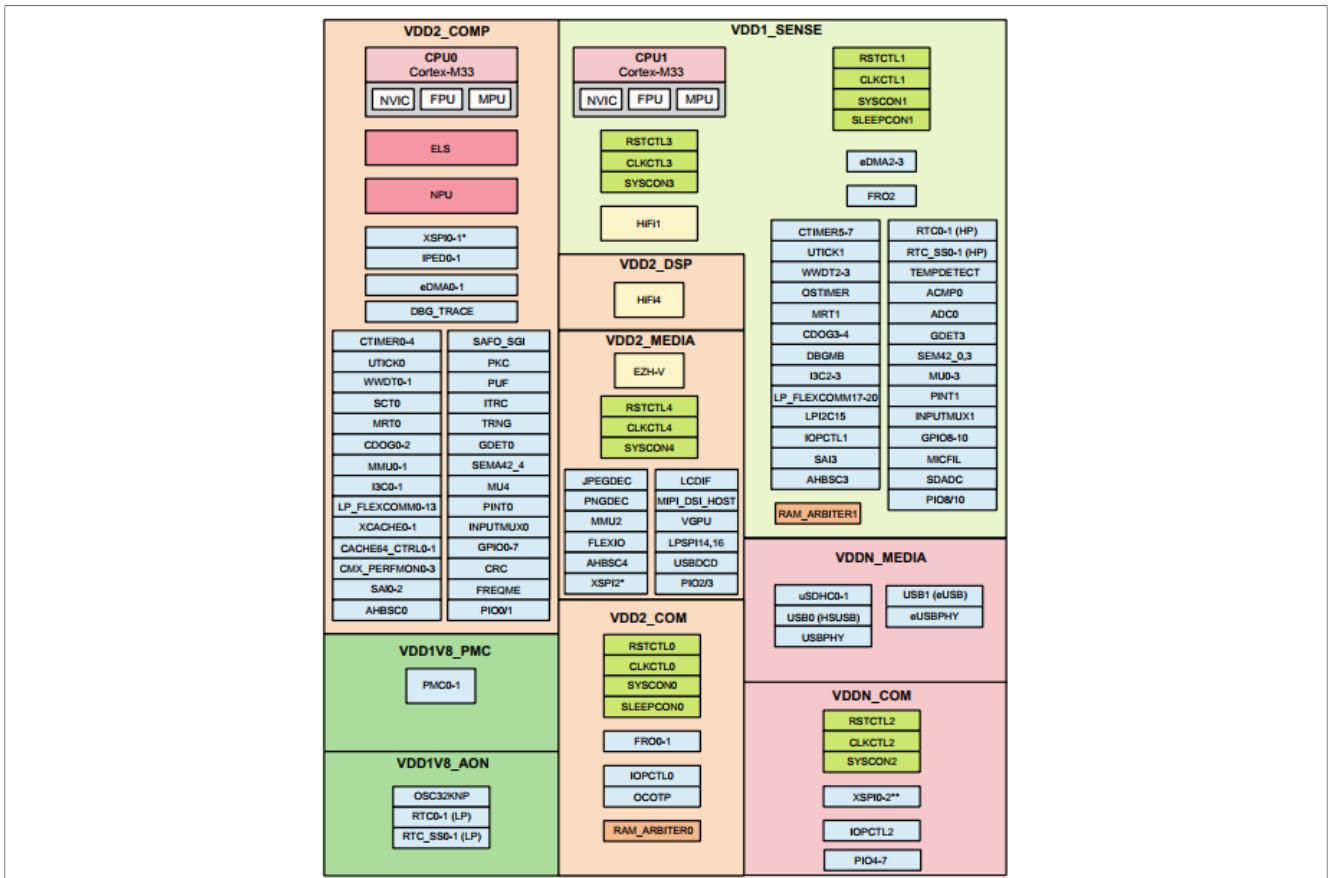 VDD2_COMP
CPU0
Cortex-M33
NVIC
FPU
MPU
ELS
NPU
XSPI0-1*
IPED0-1
eDMA0-1
DBG_TRACE
CTIMER0-4
UTICK0
WWDT0-1
SCT0
MRT0
CDOG0-2
MMU0-1
I3C0-1
LP_FLEXCOMM0-13
XCACHE0-1
CACHE64_CTRL0-1
CMX_PERFMON0-3
SAI0-2
AHBSC0
SAFO_SGI
PKC
PUF
ITRC
TRNG
GDET0
SEMA42_4
MU4
PINT0
INPUTMUX0
GPIO0-7
CRC
FREQME
PIO0/1
VDD1V8_PMC
PMC0-1
VDD1V8_AON
OSC32KNP
RTC0-1 (LP)
RTC_SS0-1 (LP)
VDD1_SENSE
CPU1
Cortex-M33
NVIC
FPU
MPU
RSTCTL3
CLKCTL3
SYSCON3
HiFi1
RSTCTL1
CLKCTL1
SYSCON1
SLEEPCON1
eDMA2-3
FRO2
CTIMER5-7
UTICK1
WWDT2-3
OSTIMER
MRT1
CDOG3-4
DBGMB
I3C2-3
LP_FLEXCOMM17-20
LPI2C15
IOPCTL1
SAI3
AHBSC3
RTC0-1 (HP)
RTC_SS0-1 (HP)
TEMPDETECT
ACMP0
ADC0
GDET3
SEM42_0,3
MU0-3
PINT1
INPUTMUX1
GPIO8-10
MICFIL
SDADC
PIO8/10
RAM_ARBITER1
VDD2_DSP
HiFi4
VDD2_MEDIA
EZH-V
RSTCTL4
CLKCTL4
SYSCON4
JPEGDEC
PNGDEC
MMU2
FLEXIO
AHBSC4
XSPI2*
LCDIF
MIPI_DSI_HOST
VGPU
LPSPI14,16
USBDCD
PIO2/3
VDD2_COM
RSTCTL0
CLKCTL0
SYSCON0
SLEEPCON0
FRO0-1
IOPCTL0
OCOTP
RAM_ARBITER0
VDDN_MEDIA
uSDHC0-1
USB0 (HSUSB)
USBPHY
USB1 (eUSB)
eUSBPHY
VDDN_COM
RSTCTL2
CLKCTL2
SYSCON2
XSPI0-2**
IOPCTL2
PIO4-7